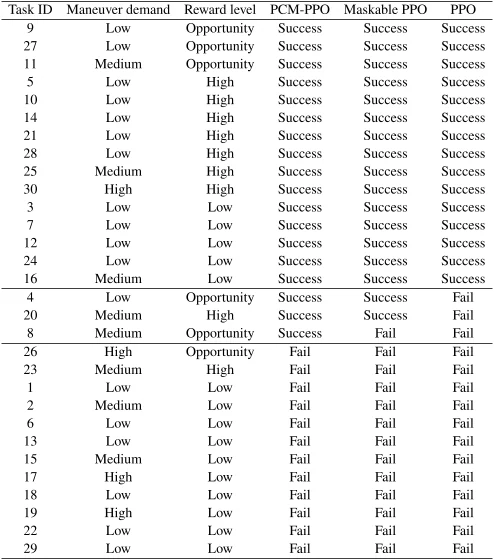 Task ID Maneuver demand Reward level PCM-PPO Maskable PPO PPO
9 Low Opportunity Success Success Success
27 Low Opportunity Success Success Success
11 Medium Opportunity Success Success Success
5 Low High Success Success Success
10 Low High Success Success Success
14 Low High Success Success Success
21 Low High Success Success Success
28 Low High Success Success Success
25 Medium High Success Success Success
30 High High Success Success Success
3 Low Low Success Success Success
7 Low Low Success Success Success
12 Low Low Success Success Success
24 Low Low Success Success Success
16 Medium Low Success Success Success
4 Low Opportunity Success Success Fail
20 Medium High Success Success Fail
8 Medium Opportunity Success Fail Fail
26 High Opportunity Fail Fail Fail
23 Medium High Fail Fail Fail
1 Low Low Fail Fail Fail
2 Medium Low Fail Fail Fail
6 Low Low Fail Fail Fail
13 Low Low Fail Fail Fail
15 Medium Low Fail Fail Fail
17 High Low Fail Fail Fail
18 Low Low Fail Fail Fail
19 High Low Fail Fail Fail
22 Low Low Fail Fail Fail
29 Low Low Fail Fail Fail